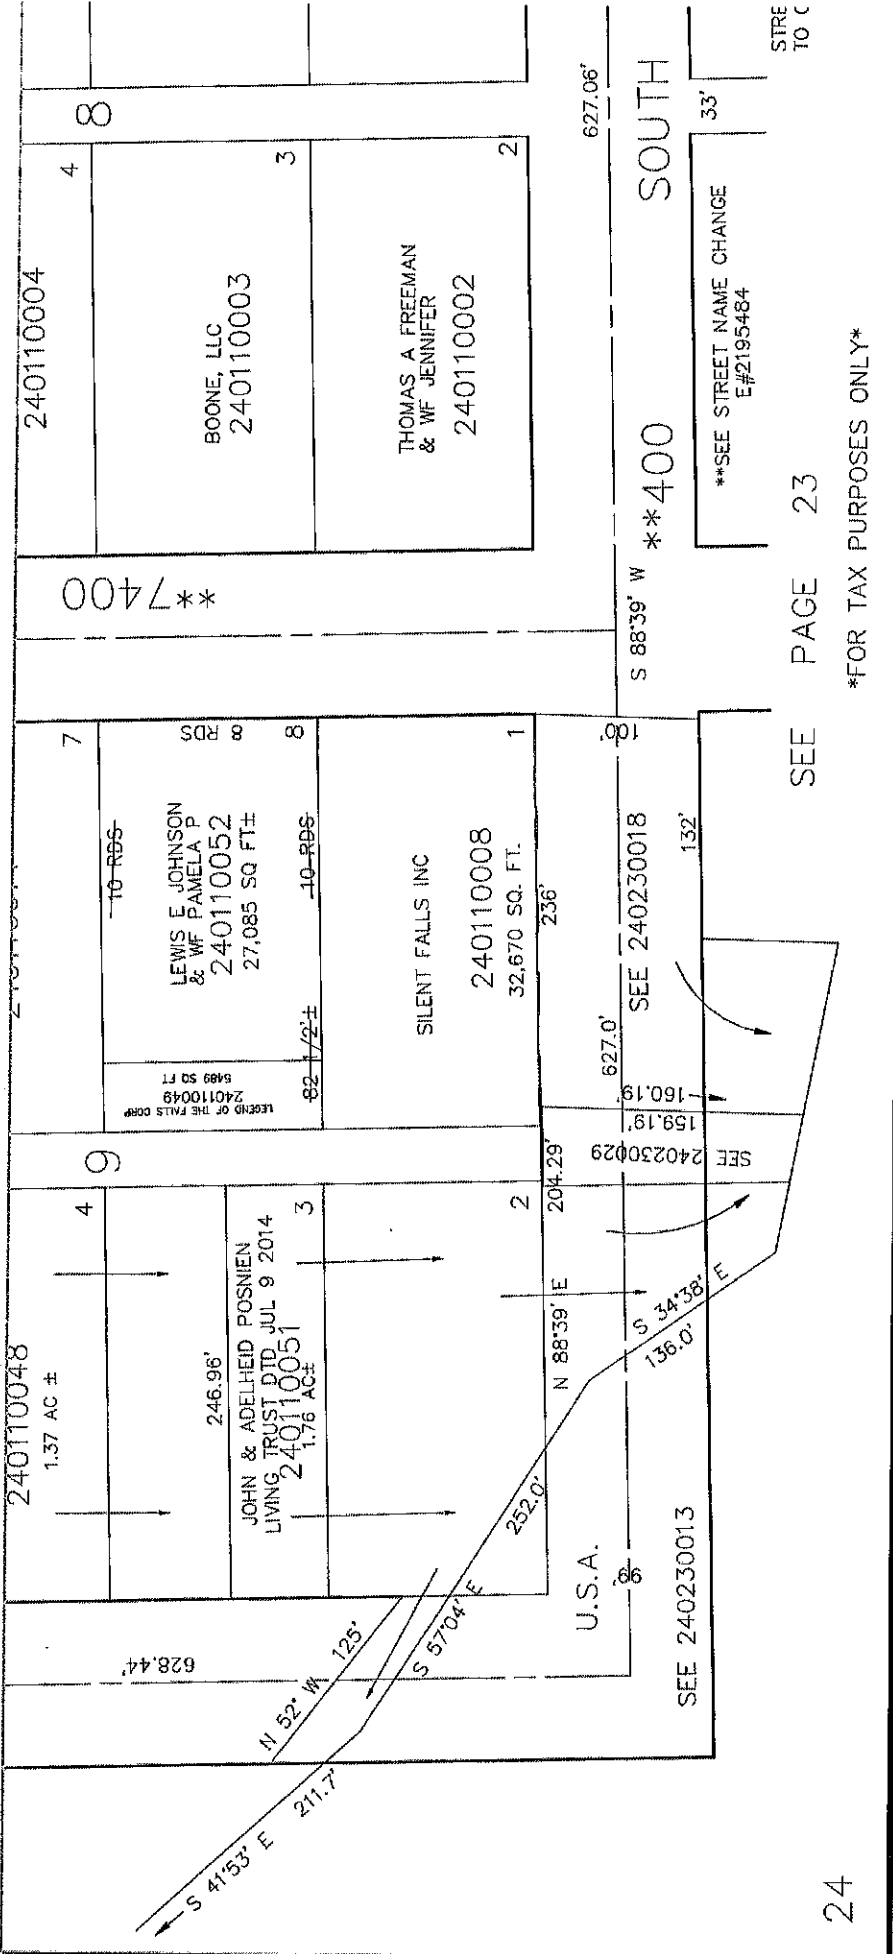 240110048
1.37 AC ±
4
246.96'
JOHN & ADELHEID POSNIEN
LIVING TRUST DTD JUL 9 2014
240110051
1.76 AC±
3
2
628.44'
N 52° W 125'
S 41°53' E 211.7'
S 57°04' E 252.0'
N 88°39' E 204.29'
S 34°38' E
136.0'
U.S.A.
99'
SEE 240230013
9
7
10 RDS
8 RDS
LEWIS E JOHNSON
& WF PAMELA P
240110052
27,085 SQ FT±
LEGEND OF THE FALLS CORP
240110049
5489 SQ FT
10 RDS
82 1/2'±
8
SILENT FALLS INC
240110008
32,670 SQ. FT.
1
236'
100'
627.0'
SEE 240230018
132'
160.19'
159.19'
SEE 240230029
**7400
240110004
4
8
BOONE, LLC
240110003
3
THOMAS A FREEMAN
& WF JENNIFER
240110002
2
627.06'
S 88°39' W
**400 SOUTH
33'
**SEE STREET NAME CHANGE
E#2195484
SEE PAGE 23
*FOR TAX PURPOSES ONLY*
STRE
TO
24